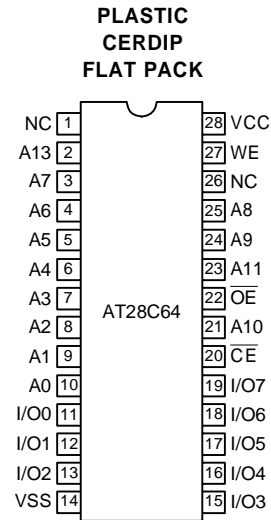 PLASTIC
CERDIP
FLAT PACK
NC 1 28 VCC
A13 2 27 WE
A7 3 26 NC
A6 4 25 A8
A5 5 24 A9
A4 6 23 A11
A3 7 22 OE
AT28C64
A2 8 21 A10
A1 9 20 CE
A0 10 19 I/O7
I/O0 11 18 I/O6
I/O1 12 17 I/O5
I/O2 13 16 I/O4
VSS 14 15 I/O3